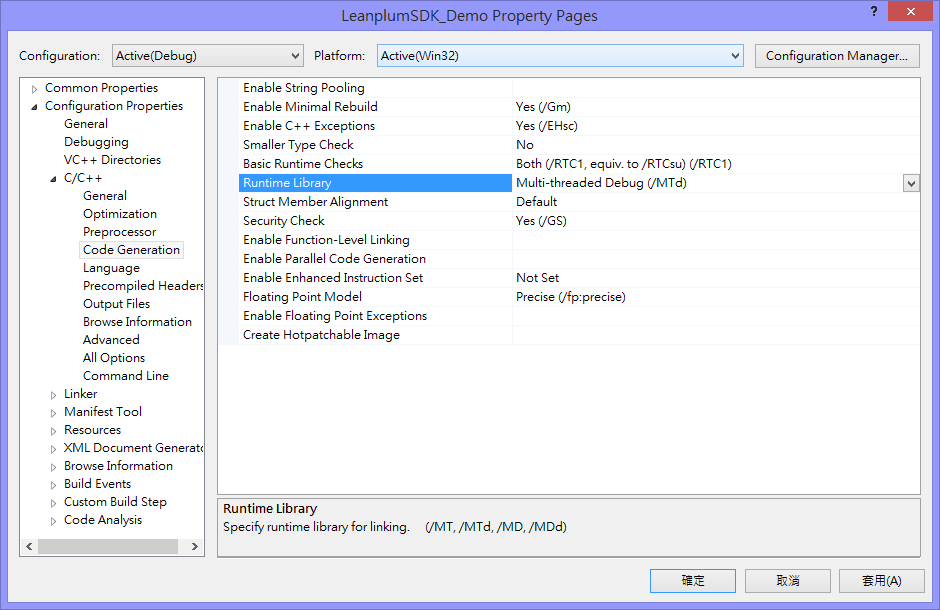 LeanplumSDK_Demo Property Pages
?
Configuration: Active(Debug) Platform: Active(Win32) Configuration Manager...
Common Properties
Configuration Properties
General
Debugging
VC++ Directories
C/C++
General
Optimization
Preprocessor
Code Generation
Language
Precompiled Headers
Output Files
Browse Information
Advanced
All Options
Command Line
Linker
Manifest Tool
Resources
XML Document Generato
Browse Information
Build Events
Custom Build Step
Code Analysis
Enable String Pooling
Enable Minimal Rebuild Yes (/Gm)
Enable C++ Exceptions Yes (/EHsc)
Smaller Type Check No
Basic Runtime Checks Both (/RTC1, equiv. to /RTCsu) (/RTC1)
Runtime Library Multi-threaded Debug (/MTd)
Struct Member Alignment Default
Security Check Yes (/GS)
Enable Function-Level Linking
Enable Parallel Code Generation
Enable Enhanced Instruction Set Not Set
Floating Point Model Precise (/fp:precise)
Enable Floating Point Exceptions
Create Hotpatchable Image
Runtime Library
Specify runtime library for linking. (/MT, /MTd, /MD, /MDd)
確定 取消 套用(A)